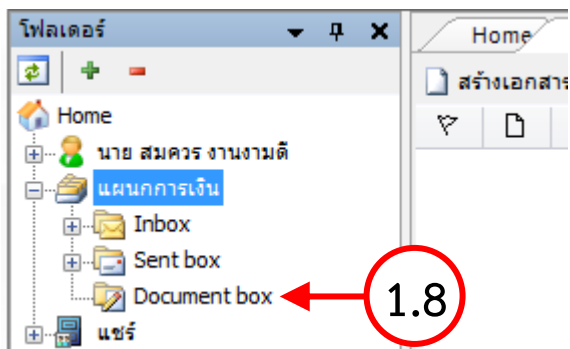 โฟลเดอร์
Home
สร้างเอกสาร
Home
นาย สมควร งานงามดี
แผนกการเงิน
Inbox
Sent box
Document box
1.8
แชร์